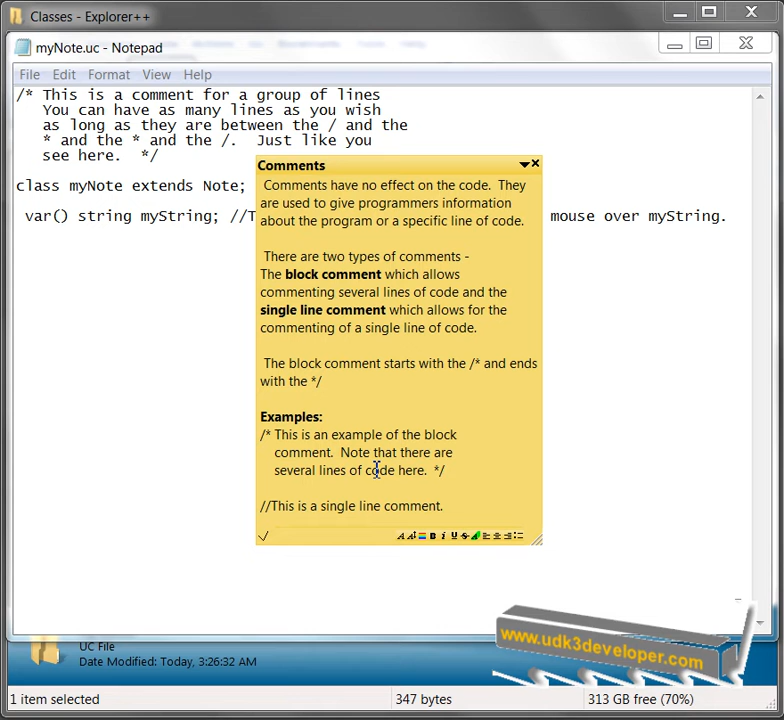 Classes - Explorer++
myNote.uc - Notepad
File Edit Format View Help
/* This is a comment for a group of lines
You can have as many lines as you wish
as long as they are between the / and the
* and the * and the /. Just like you
see here. */
class myNote extends Note;
var() string myString; //T
mouse over myString.
Comments
Comments have no effect on the code. They
are used to give programmers information
about the program or a specific line of code.
There are two types of comments -
The block comment which allows
commenting several lines of code and the
single line comment which allows for the
commenting of a single line of code.
The block comment starts with the /* and ends
with the */
Examples:
/* This is an example of the block
comment. Note that there are
several lines of code here. */
//This is a single line comment.
www.udk3developer.com
UC File
Date Modified: Today, 3:26:32 AM
1 item selected
347 bytes
313 GB free (70%)